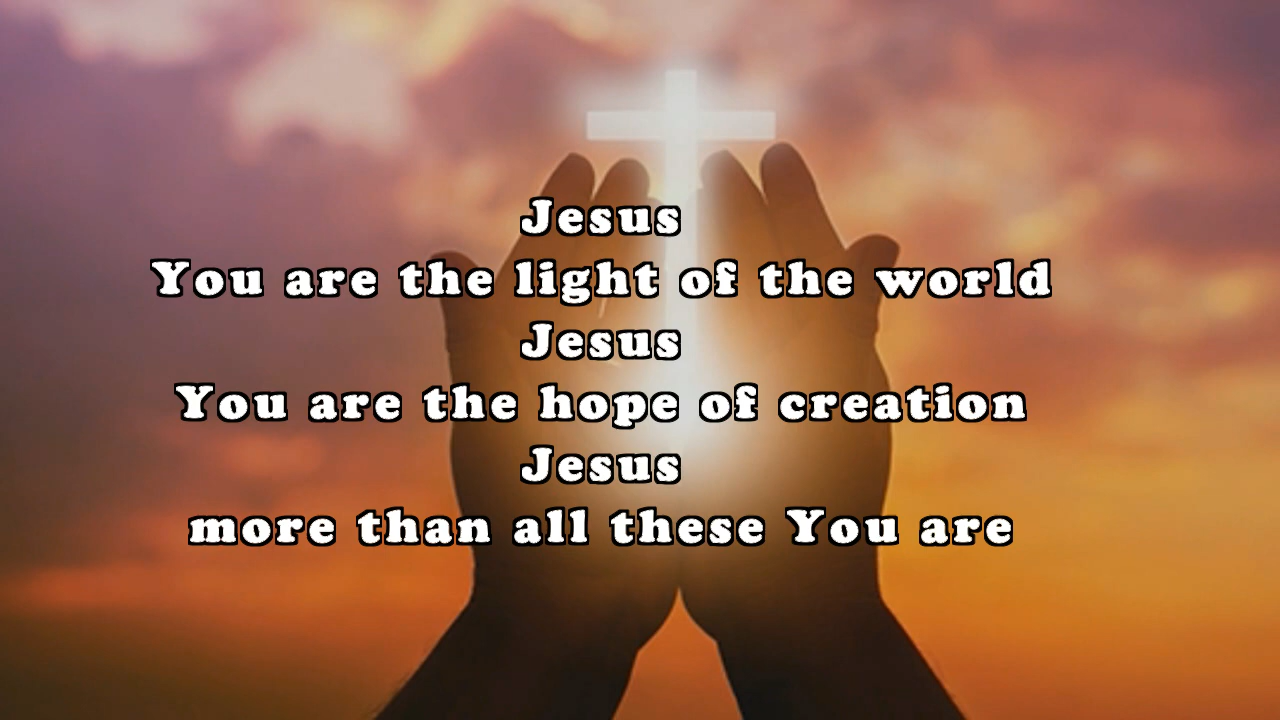 Jesus
You are the light of the world
Jesus
You are the hope of creation
Jesus
more than all these You are